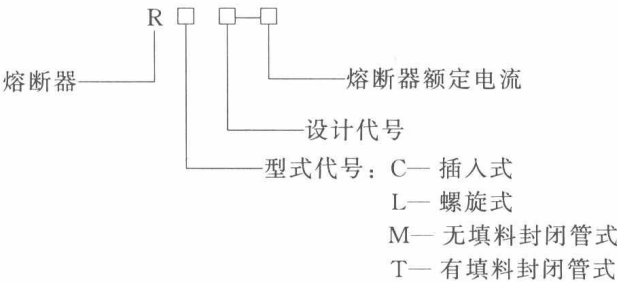 R □ □—□
熔断器
熔断器额定电流
设计代号
型式代号：C— 插入式
L— 螺旋式
M— 无填料封闭管式
T— 有填料封闭管式